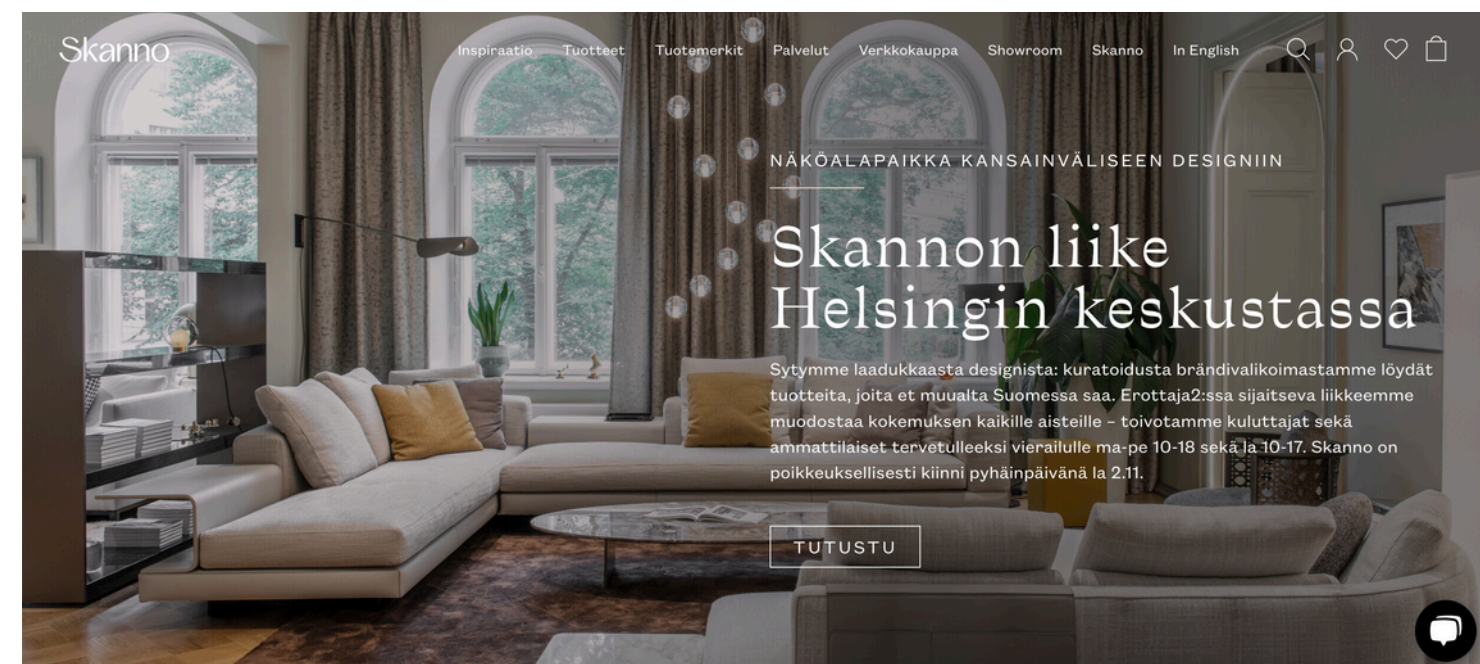 Skanno
Inspiraatio Tuotteet Tuotemerkit Palvelut Verkkokauppa Showroom Skanno In English
NÄKÖALAPAIKKA KANSAINVÄLISEEN DESIGNIIN
Skannon liike
Helsingin keskustassa
Sytymme laadukkaasta designista: kuratoidusta brändivalikoimastamme löydät
tuotteita, joita et muualta Suomessa saa. Erottaja2:ssa sijaitseva liikkeemme
muodostaa kokemuksen kaikille aisteille – toivotamme kuluttajat sekä
ammattilaiset tervetulleeksi vierailulle ma-pe 10-18 sekä la 10-17. Skanno on
poikkeuksellisesti kiinni pyhäinpäivänä la 2.11.
TUTUSTU